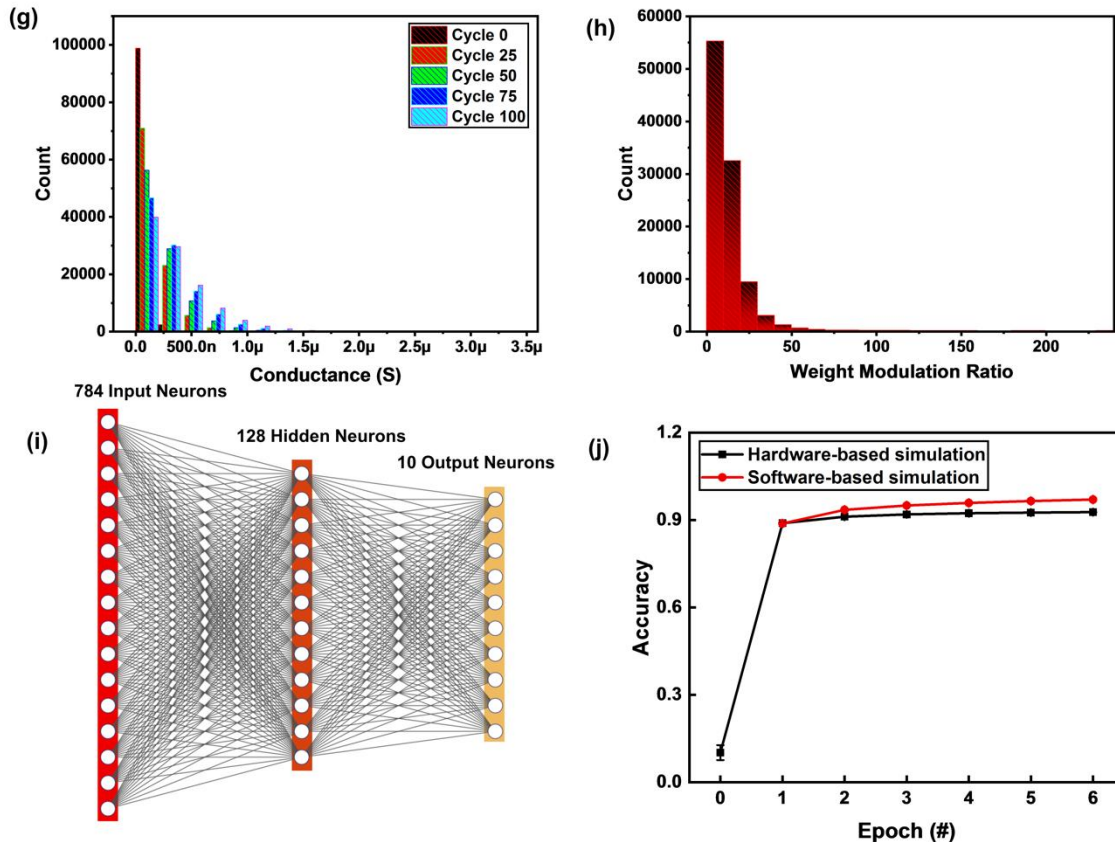 (g)
100000
80000
60000
40000
20000
0
Count
Cycle 0
Cycle 25
Cycle 50
Cycle 75
Cycle 100
0.0 500.0n 1.0µ 1.5µ 2.0µ 2.5µ 3.0µ 3.5µ
Conductance (S)
(h)
60000
50000
40000
30000
20000
10000
0
Count
0 50 100 150 200
Weight Modulation Ratio
(i)
784 Input Neurons
128 Hidden Neurons
10 Output Neurons
(j)
1.2
0.9
0.6
0.3
0.0
Accuracy
Hardware-based simulation
Software-based simulation
0 1 2 3 4 5 6
Epoch (#)